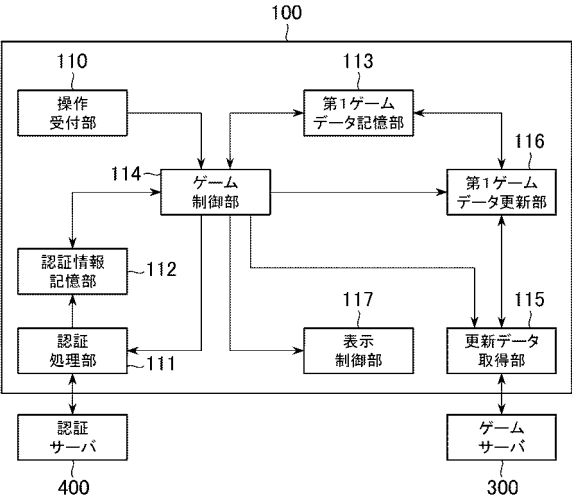 100
110
操作
受付部
113
第1ゲーム
データ記憶部
116
第1ゲーム
データ更新部
114
ゲーム
制御部
認証情報
記憶部
112
117
表示
制御部
115
更新データ
取得部
認証
処理部
111
認証
サーバ
400
ゲーム
サーバ
300